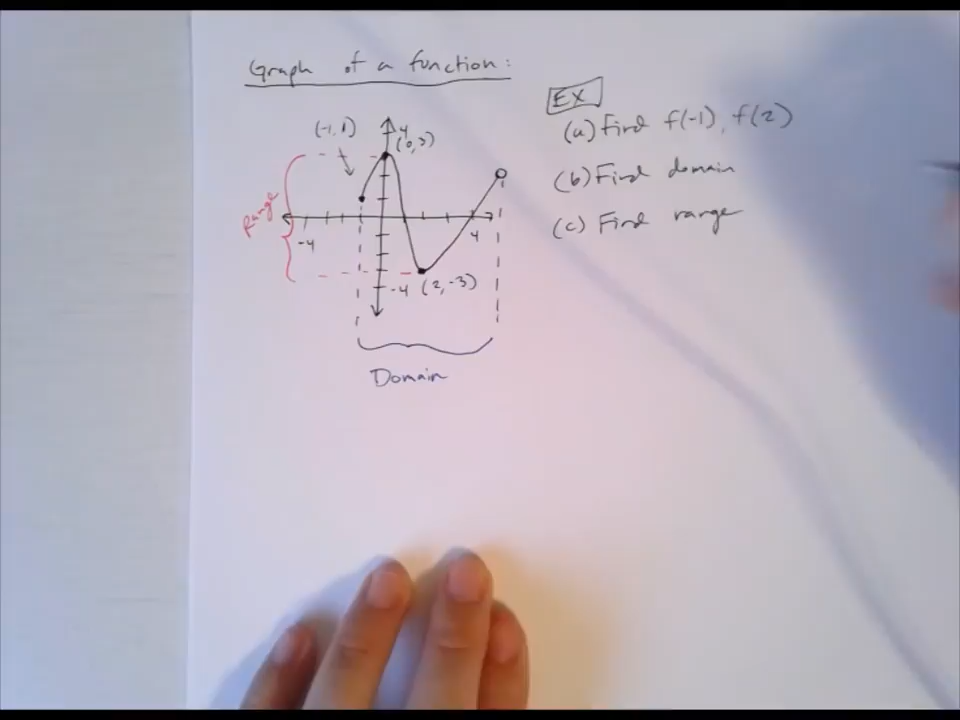 Graph of a function:
EX
(a) Find f(-1), f(2)
(b) Find domain
(c) Find range
(-1, 1)
4
(0, 3)
Range
-4
4
-4
(2, -3)
Domain